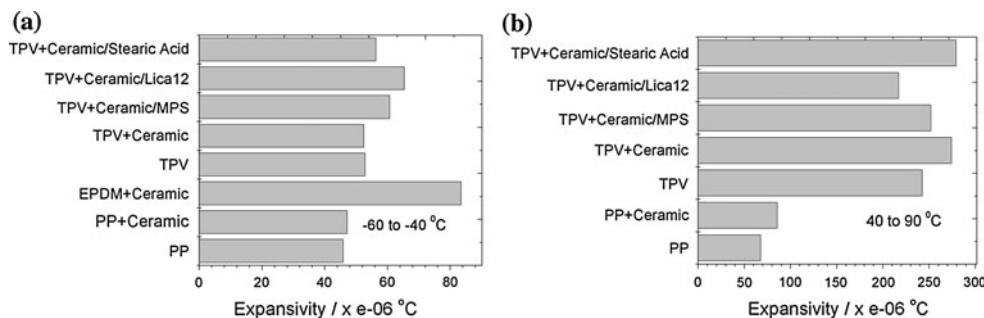 (a)
TPV+Ceramic/Stearic Acid
TPV+Ceramic/Lica12
TPV+Ceramic/MPS
TPV+Ceramic
TPV
EPDM+Ceramic
PP+Ceramic
PP
-60 to -40 °C
0 20 40 60 80
Expansivity / x e-06 °C
(b)
TPV+Ceramic/Stearic Acid
TPV+Ceramic/Lica12
TPV+Ceramic/MPS
TPV+Ceramic
TPV
PP+Ceramic
PP
40 to 90 °C
0 50 100 150 200 250 300
Expansivity / x e-06 °C